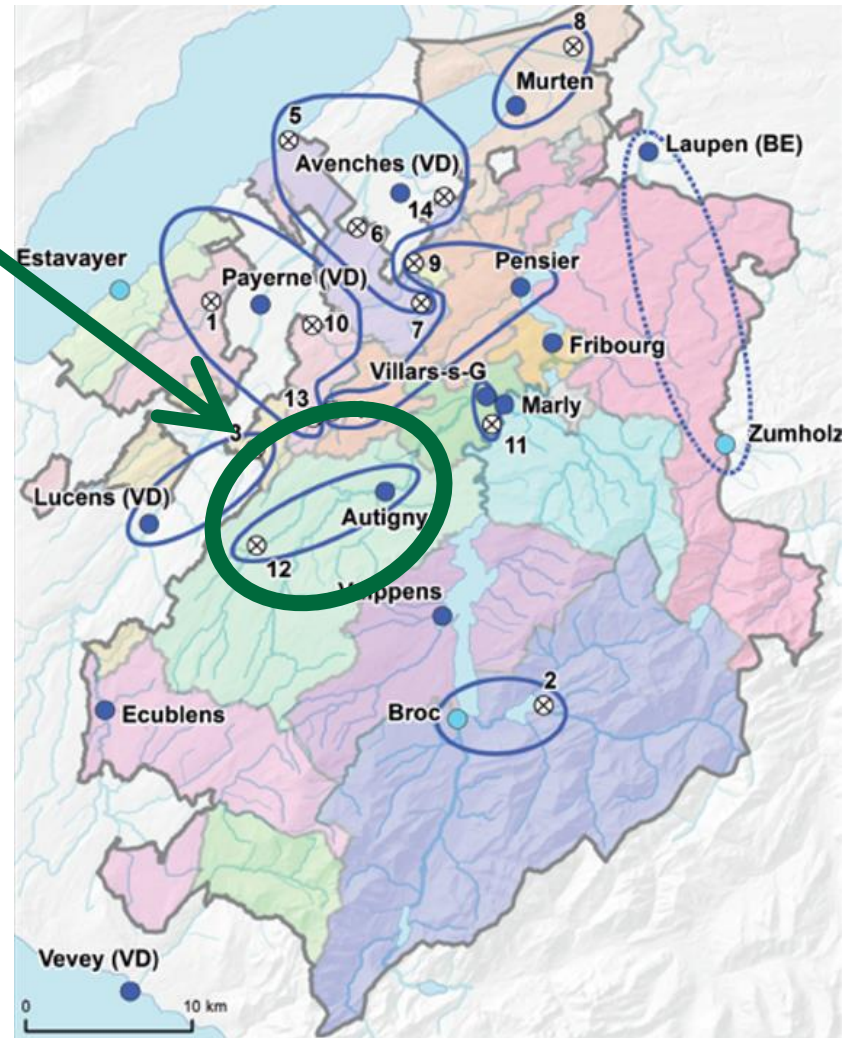 8
Murten
5
Laupen (BE)
Avenches (VD)
14
6
Estavayer
9
Pensier
Payerne (VD)
1
7
10
Fribourg
Villars-s-G
13
Marly
3
11
Zumholz
Lucens (VD)
Autigny
12
Vuippens
2
Ecublens
Broc
Vevey (VD)
0
10 km